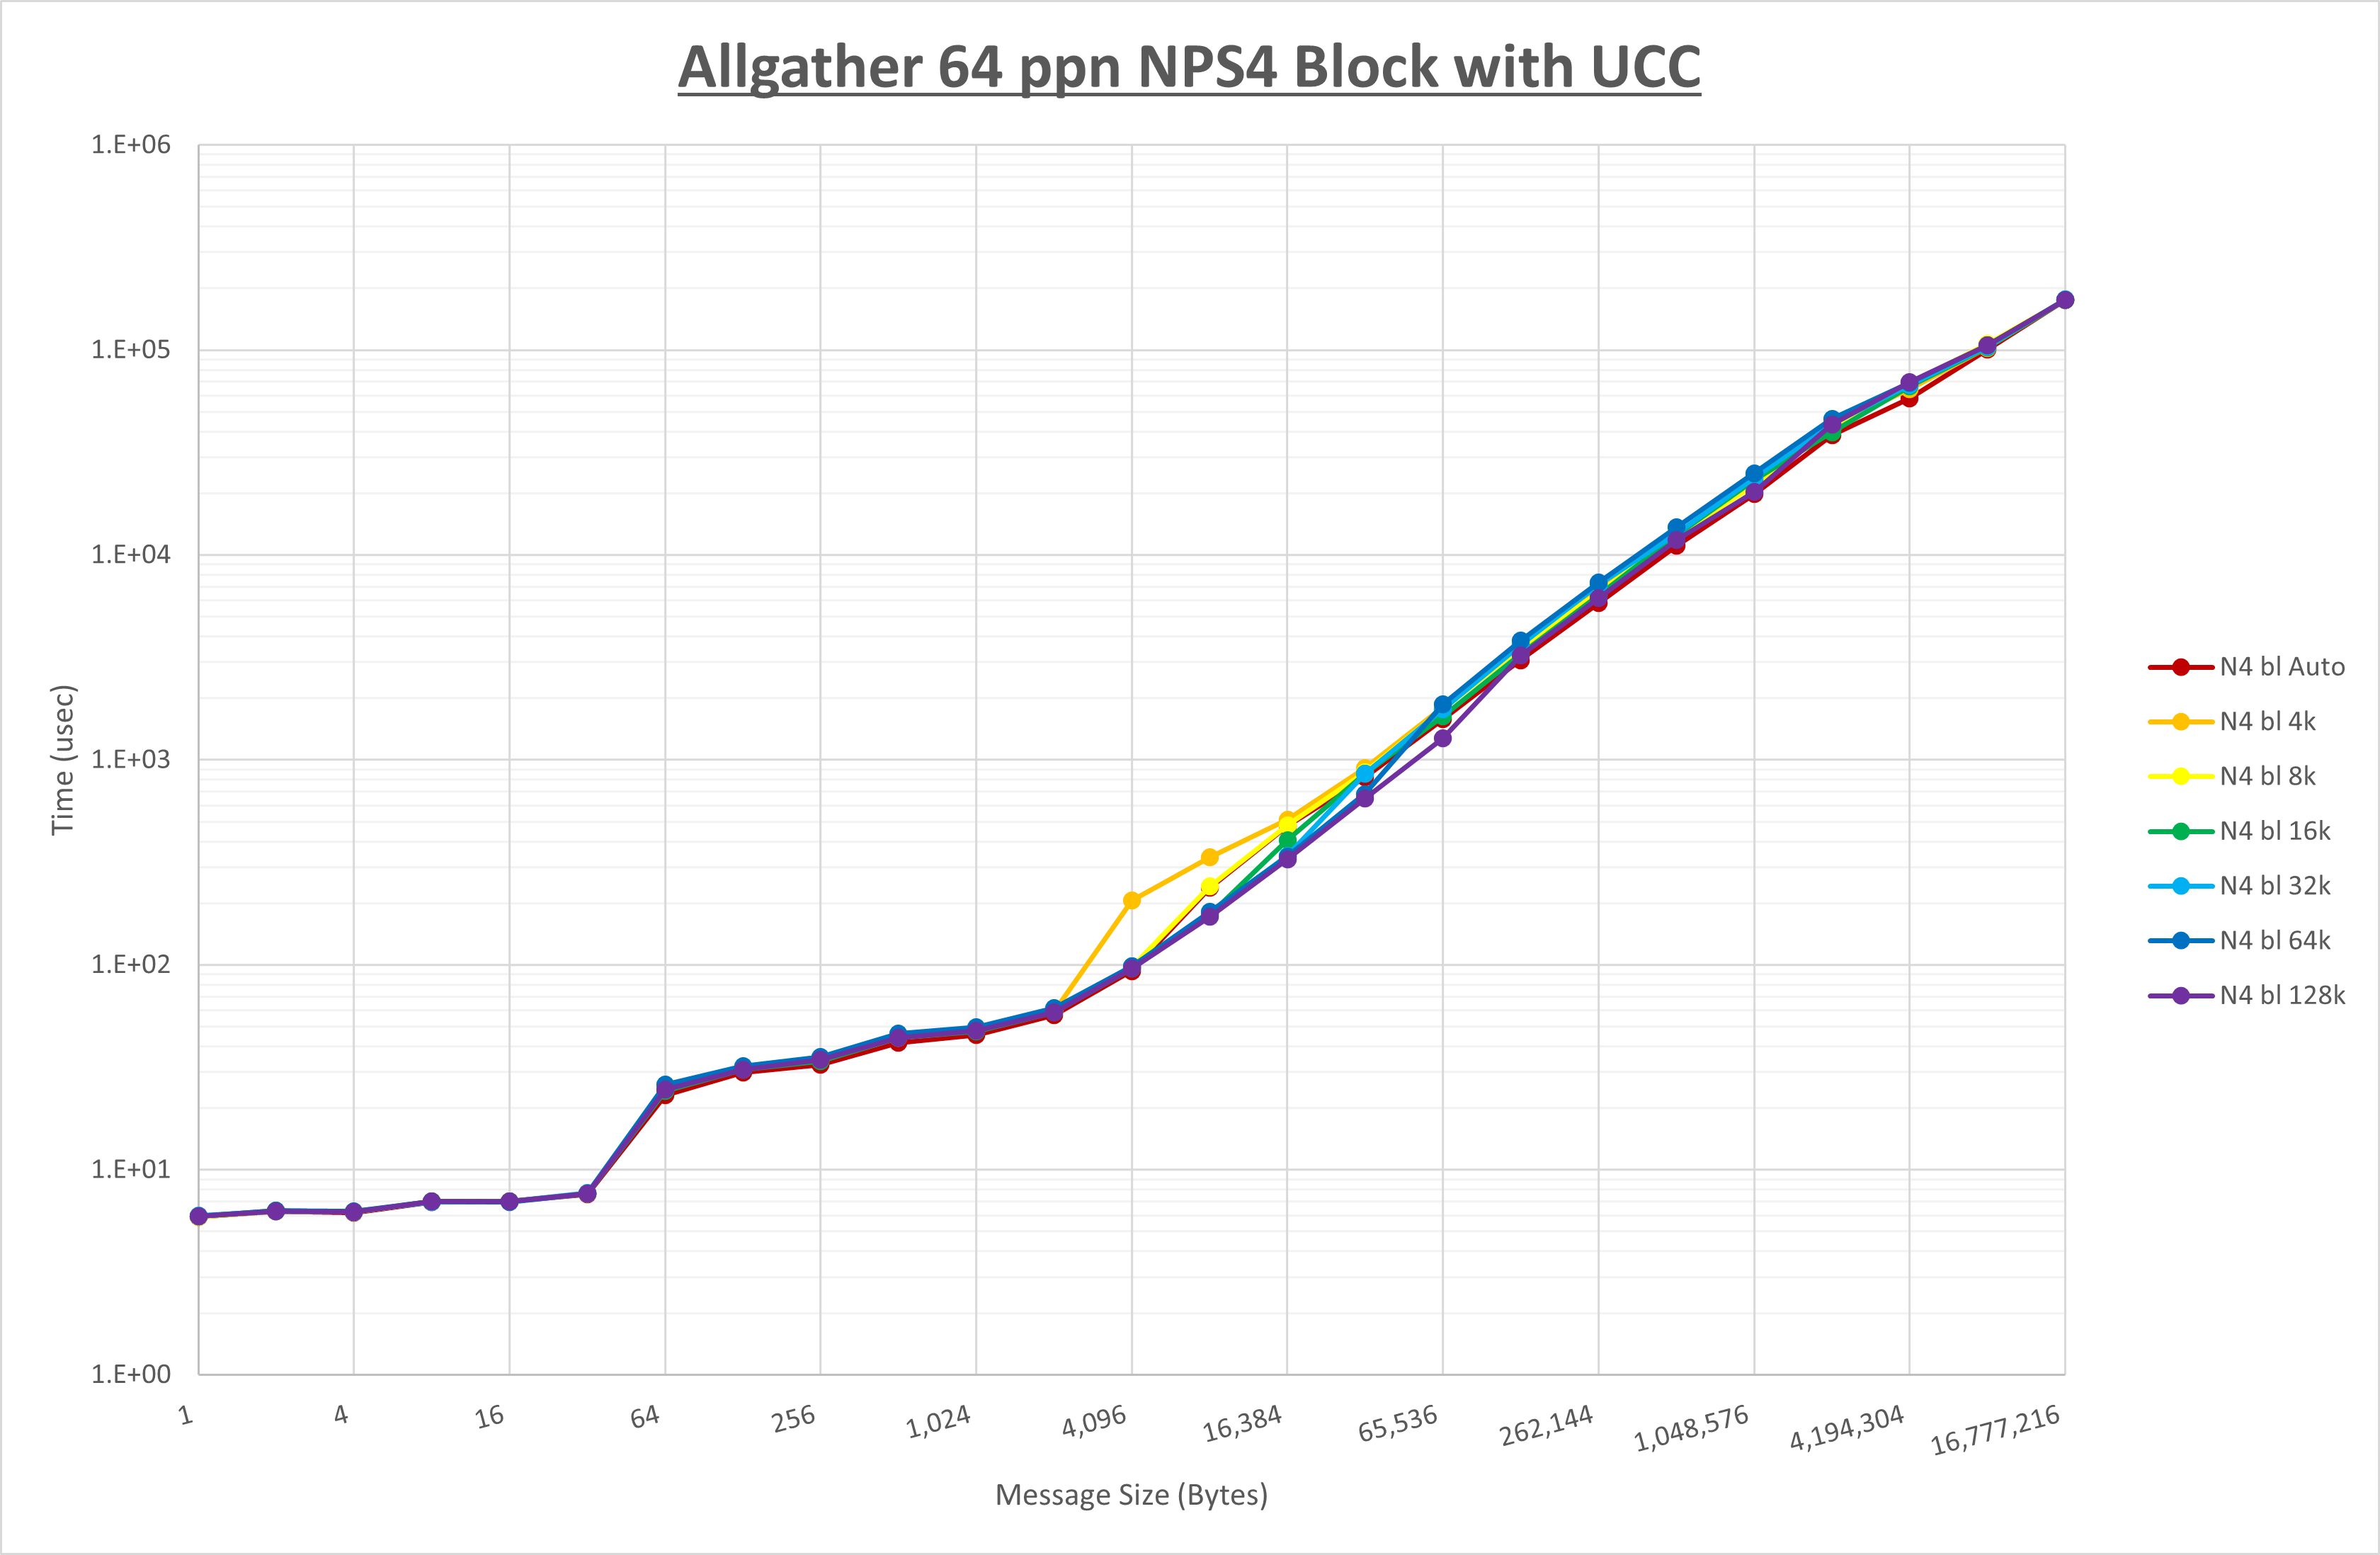 Allgather 64 ppn NPS4 Block with UCC
1.E+06
1.E+05
1.E+04
1.E+03
1.E+02
1.E+01
1.E+00
Time (usec)
1
4
16
64
256
1,024
4,096
16,384
65,536
262,144
1,048,576
4,194,304
16,777,216
Message Size (Bytes)
N4 bl Auto
N4 bl 4k
N4 bl 8k
N4 bl 16k
N4 bl 32k
N4 bl 64k
N4 bl 128k